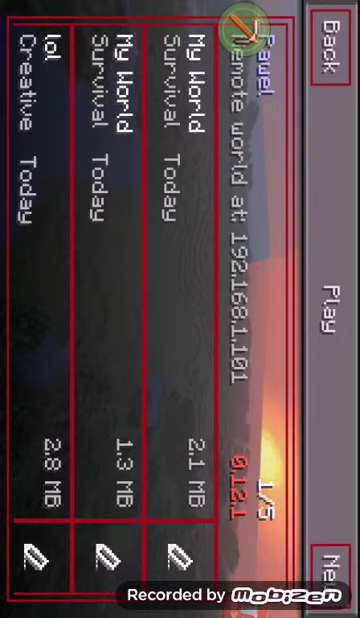 Back
Play
Ne
Pawel
Remote world at 192.168.1.101
1/5
0.12.1
My World
Survival Today
2.1 MB
My World
Survival Today
1.3 MB
lol
Creative Today
2.8 MB
Recorded by Mobizen